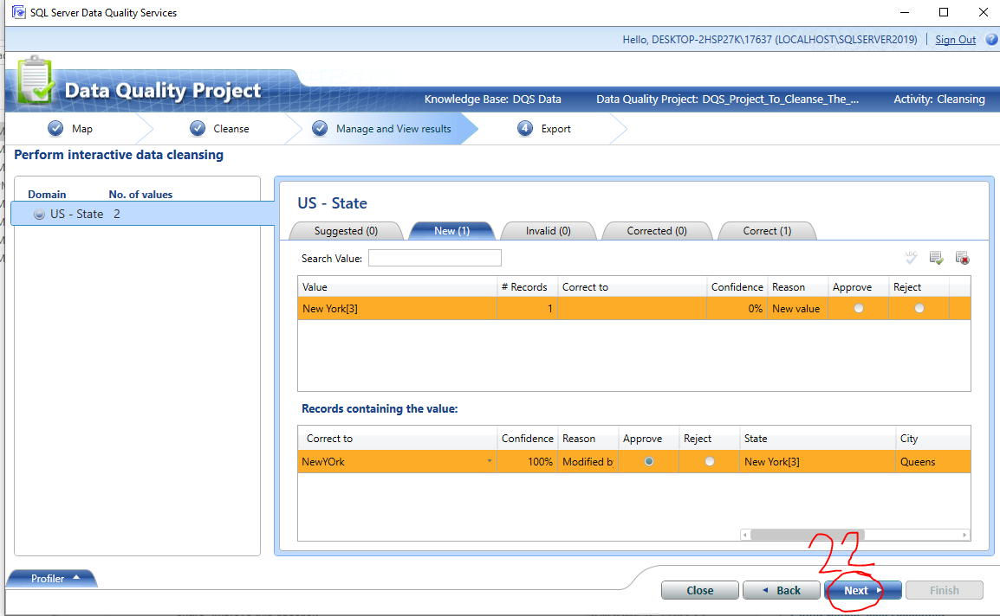 SQL Server Data Quality Services
Hello, DESKTOP-2HSP27K\17637 (LOCALHOST\SQLSERVER2019) Sign Out ?
Data Quality Project
Knowledge Base: DQS Data Data Quality Project: DQS_Project_To_Cleanse_The_... Activity: Cleansing
Map Cleanse Manage and View results 4 Export
Perform interactive data cleansing
Domain No. of values
US - State 2
US - State
Suggested (0) New (1) Invalid (0) Corrected (0) Correct (1)
Search Value:
Value # Records Correct to Confidence Reason Approve Reject
New York[3] 1 0% New value
Records containing the value:
Correct to Confidence Reason Approve Reject State City
NewYOrk 100% Modified by New York[3] Queens
22
Profiler
Close Back Next Finish